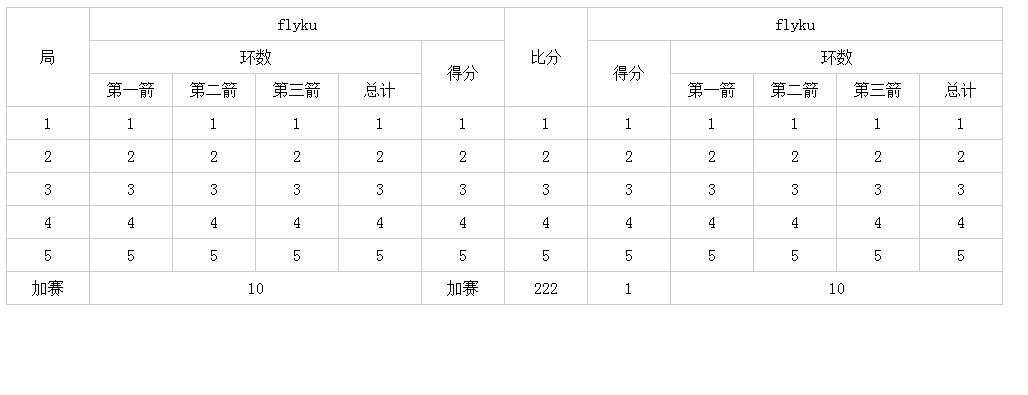 flyku flyku
局 环数 得分 比分 得分 环数
第一箭 第二箭 第三箭 总计 第一箭 第二箭 第三箭 总计
1 1 1 1 1 1 1 1 1 1 1 1
2 2 2 2 2 2 2 2 2 2 2 2
3 3 3 3 3 3 3 3 3 3 3 3
4 4 4 4 4 4 4 4 4 4 4 4
5 5 5 5 5 5 5 5 5 5 5 5
加赛 10 加赛 222 1 10